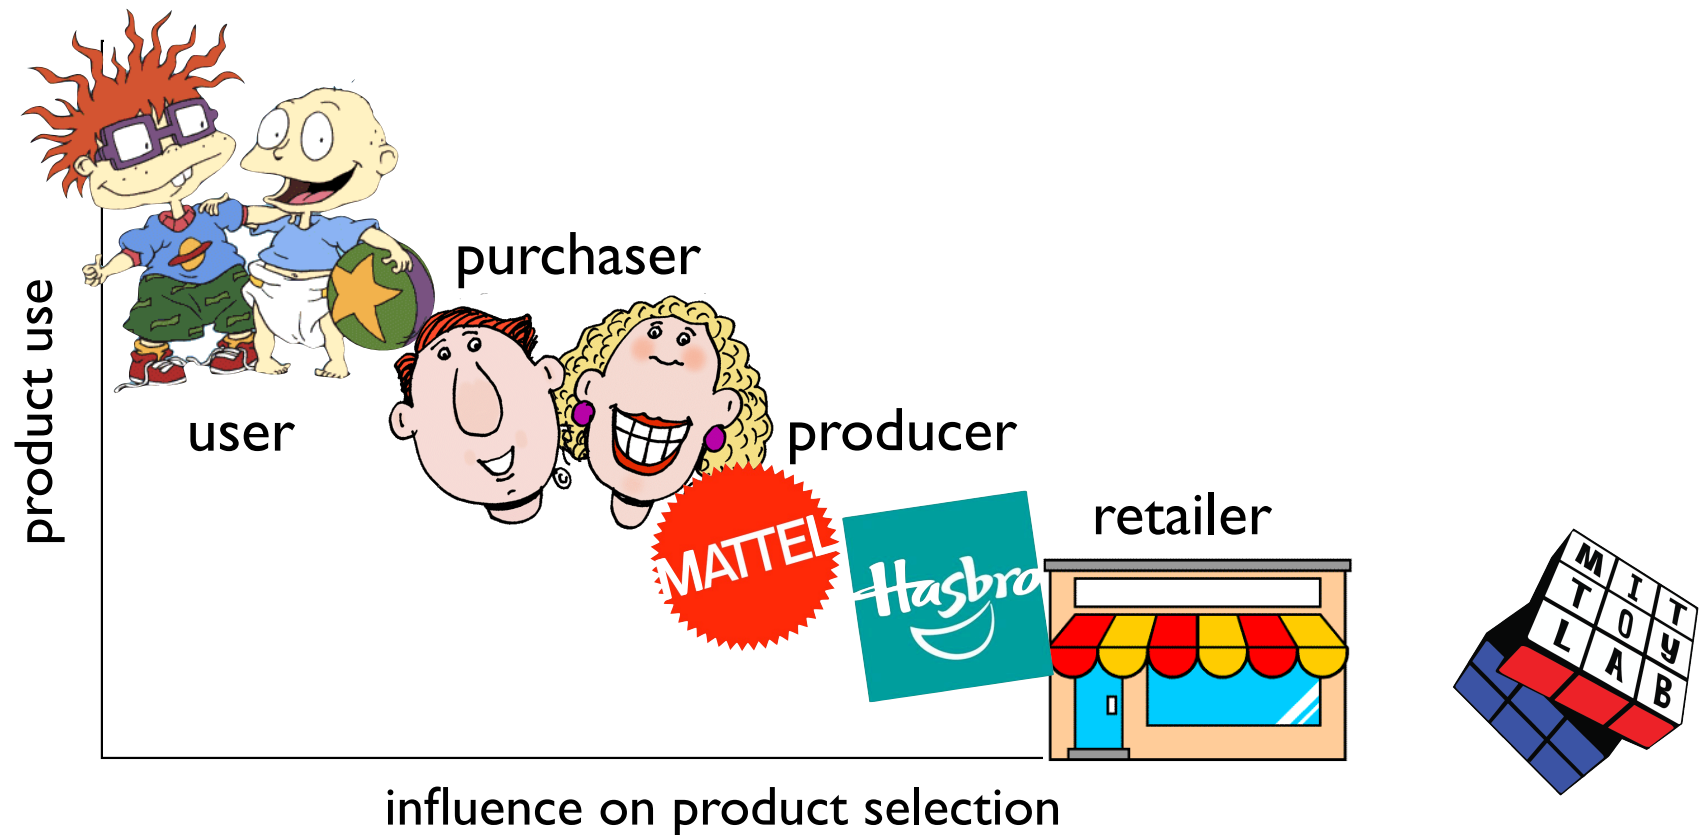 purchaser
product use
user
producer
MATTEL
Hasbro
retailer
©
M I T
T O y
L A B
influence on product selection